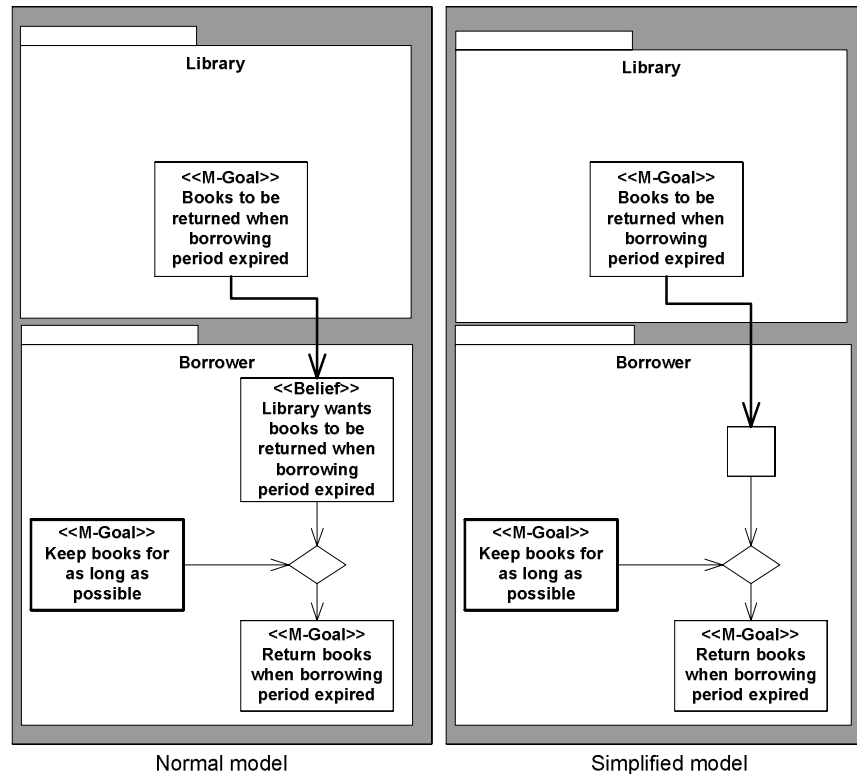 Library
<<M-Goal>>
Books to be
returned when
borrowing
period expired
Borrower
<<Belief>>
Library wants
books to be
returned when
borrowing
period expired
<<M-Goal>>
Keep books for
as long as
possible
<<M-Goal>>
Return books
when borrowing
period expired
Normal model
Library
<<M-Goal>>
Books to be
returned when
borrowing
period expired
Borrower
<<M-Goal>>
Keep books for
as long as
possible
<<M-Goal>>
Return books
when borrowing
period expired
Simplified model